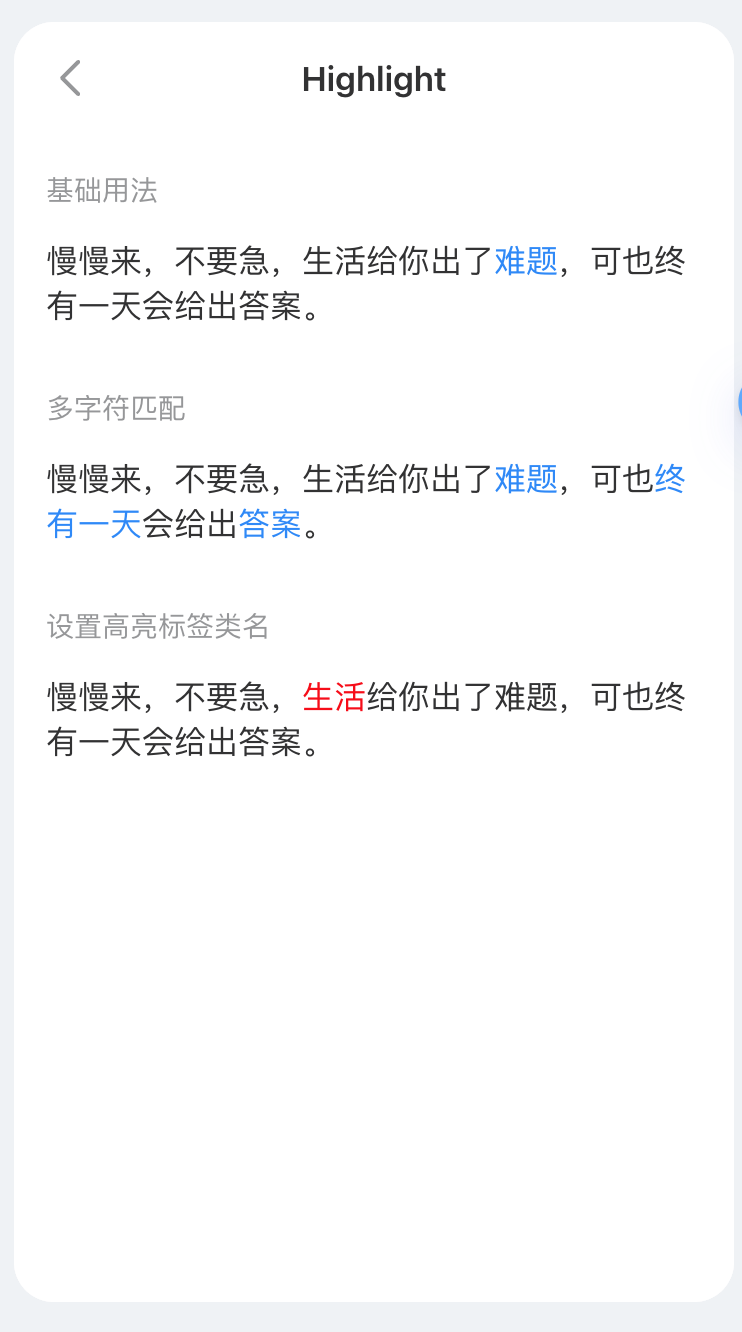 Highlight
基础用法
慢慢来，不要急，生活给你出了难题，可也终
有一天会给出答案。
多字符匹配
慢慢来，不要急，生活给你出了难题，可也终
有一天会给出答案。
设置高亮标签类名
慢慢来，不要急，生活给你出了难题，可也终
有一天会给出答案。